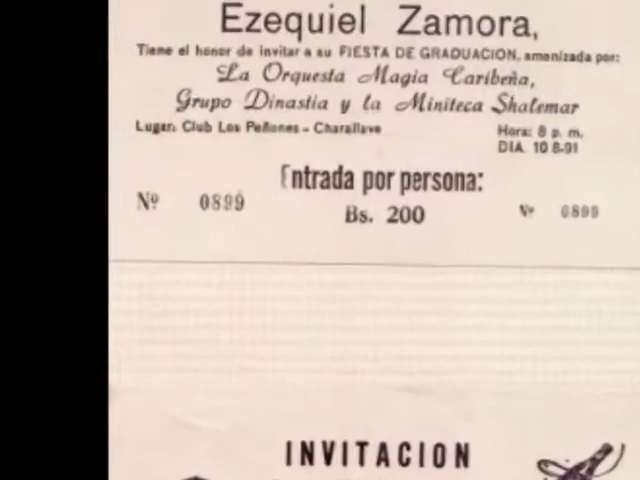 Ezequiel Zamora,
Tiene el honor de invitar a su FIESTA DE GRADUACION, amenizada por:
La Orquesta Magia Caribeña,
Grupo Dinastia y la Miniteca Shalemar
Lugar: Club Los Peñones - Charallave
Hora: 8 p. m.
DIA. 10 8-91
Entrada por persona:
Nº 0899
Bs. 200
Nº 0899
INVITACION